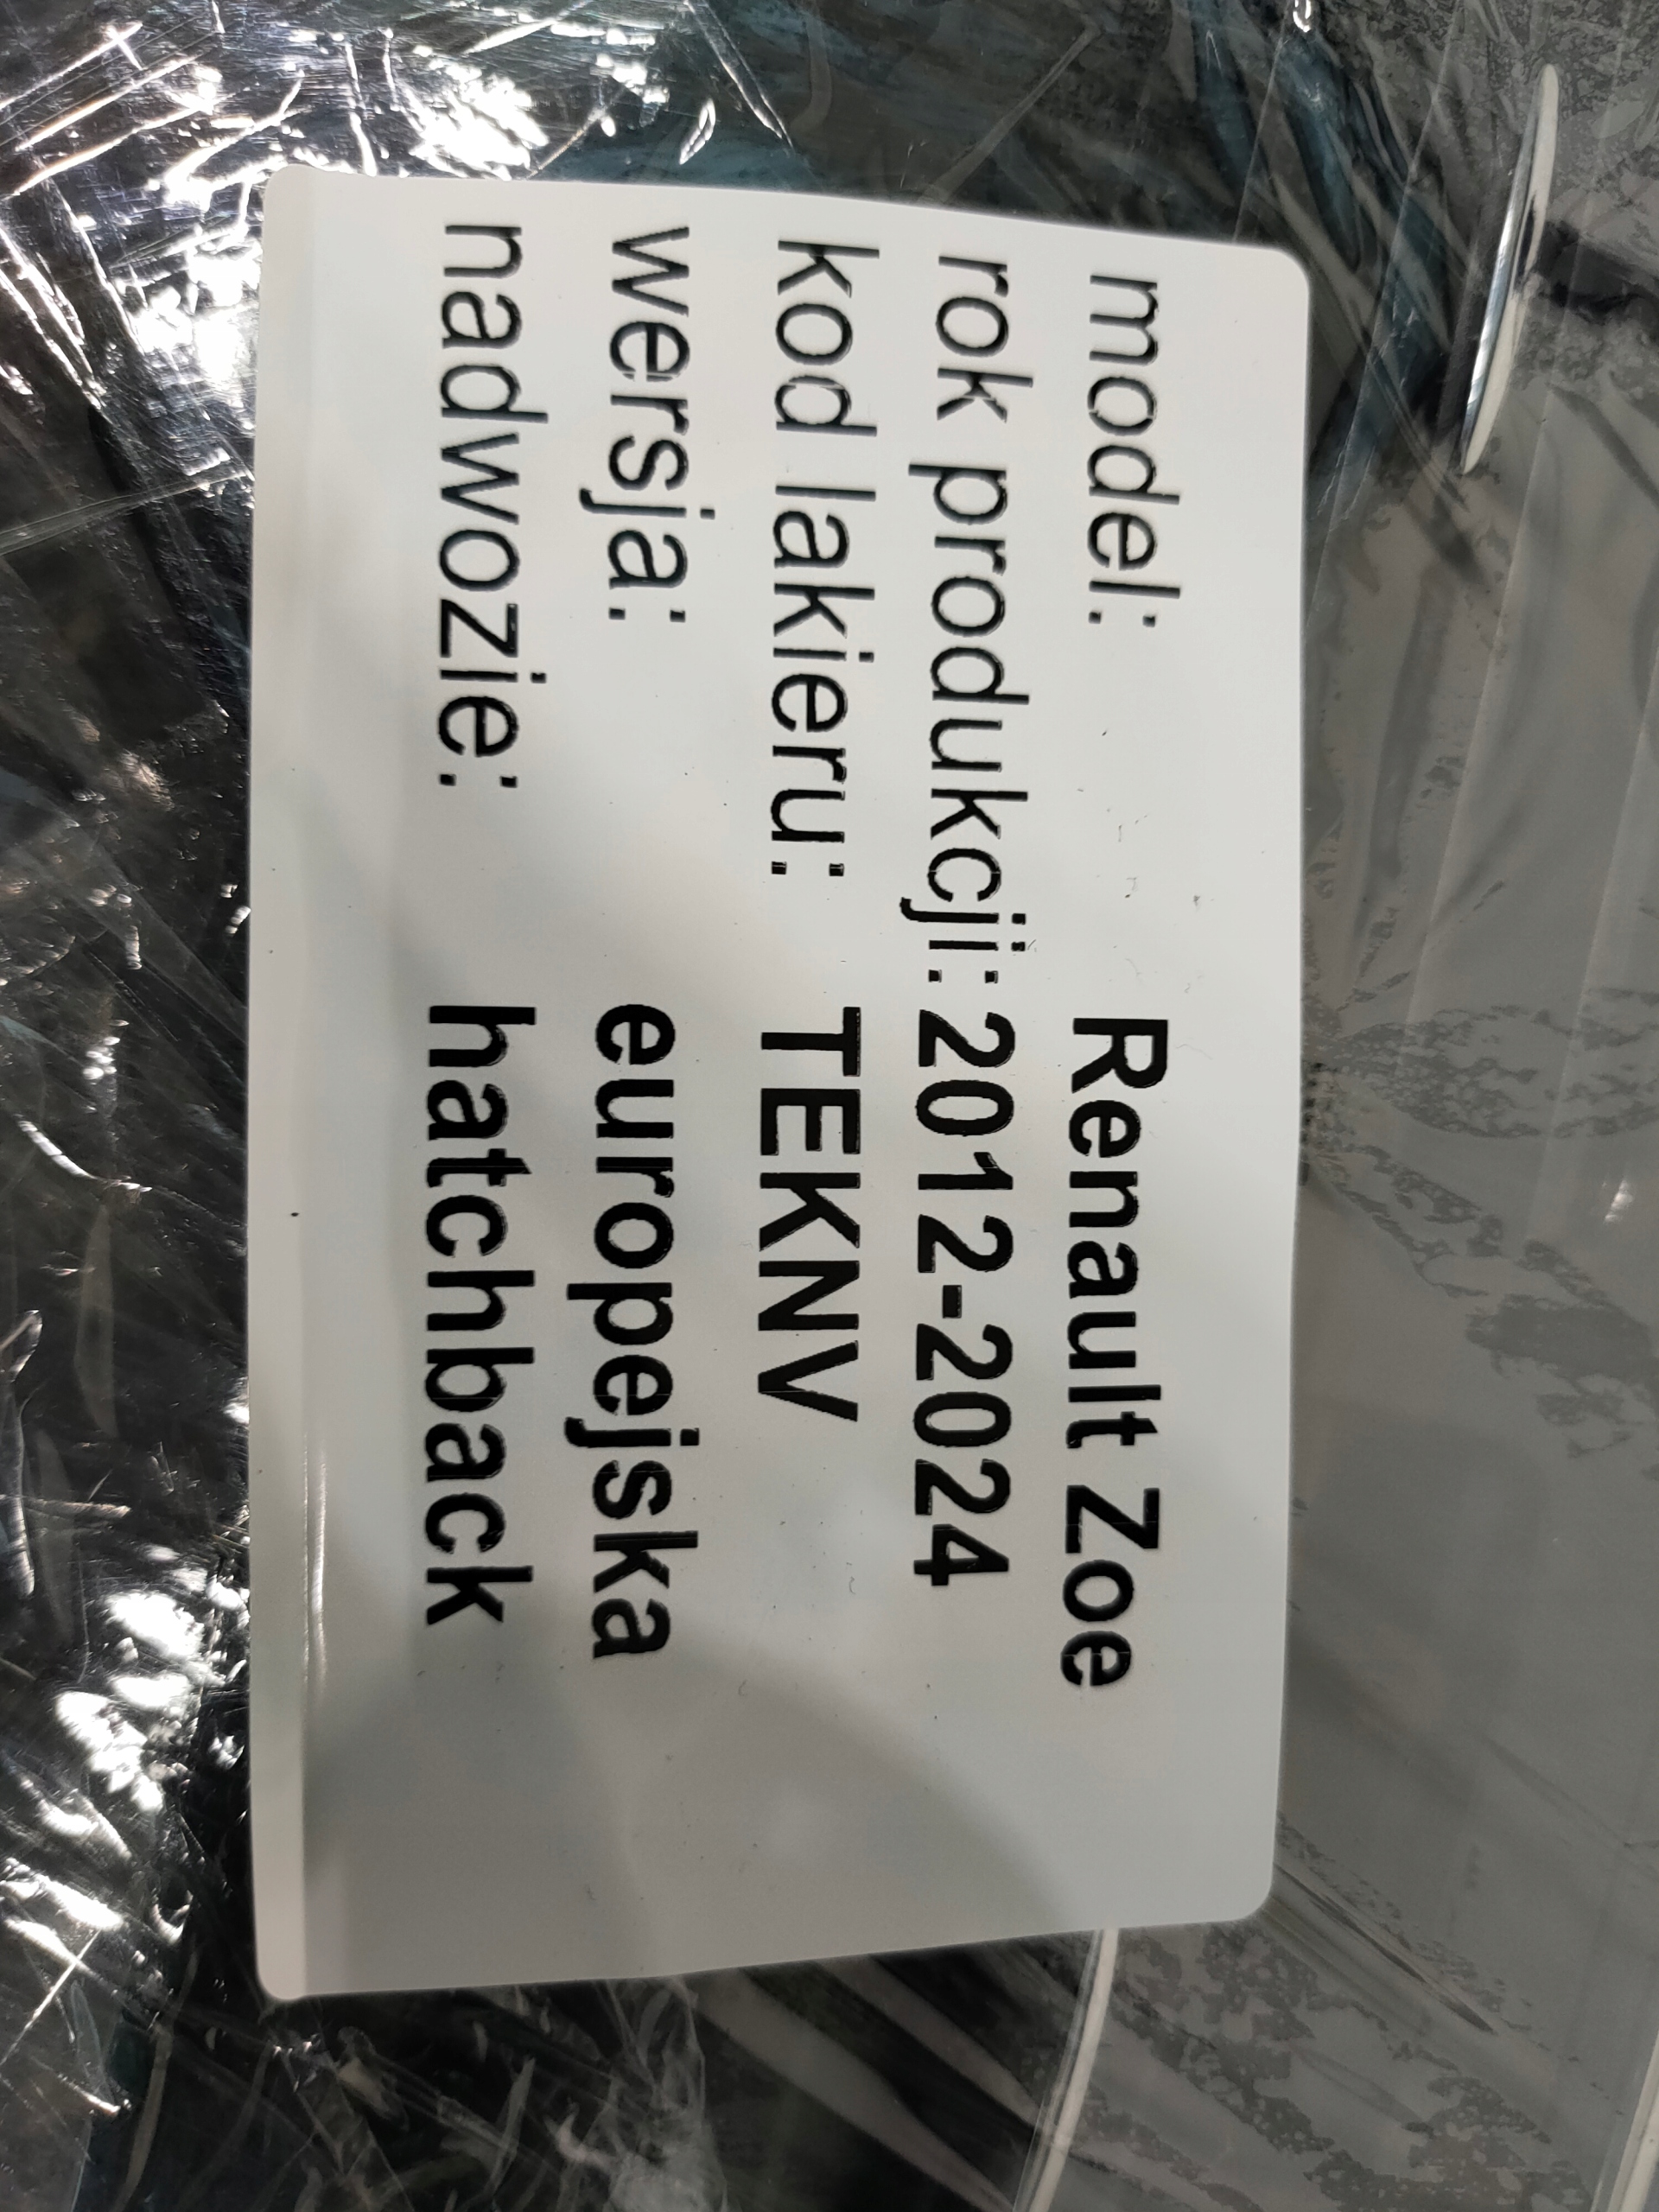 model: Renault Zoe
rok produkcji: 2012-2024
kod lakieru: TEKNV
wersja: europejska
nadwozie: hatchback